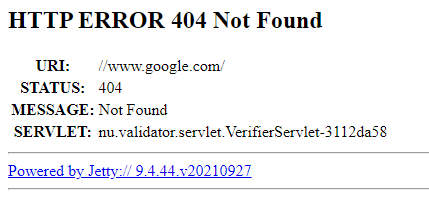 HTTP ERROR 404 Not Found
URI: //www.google.com/
STATUS: 404
MESSAGE: Not Found
SERVLET: nu.validator.servlet.VerifierServlet-3112da58
Powered by Jetty:// 9.4.44.v20210927